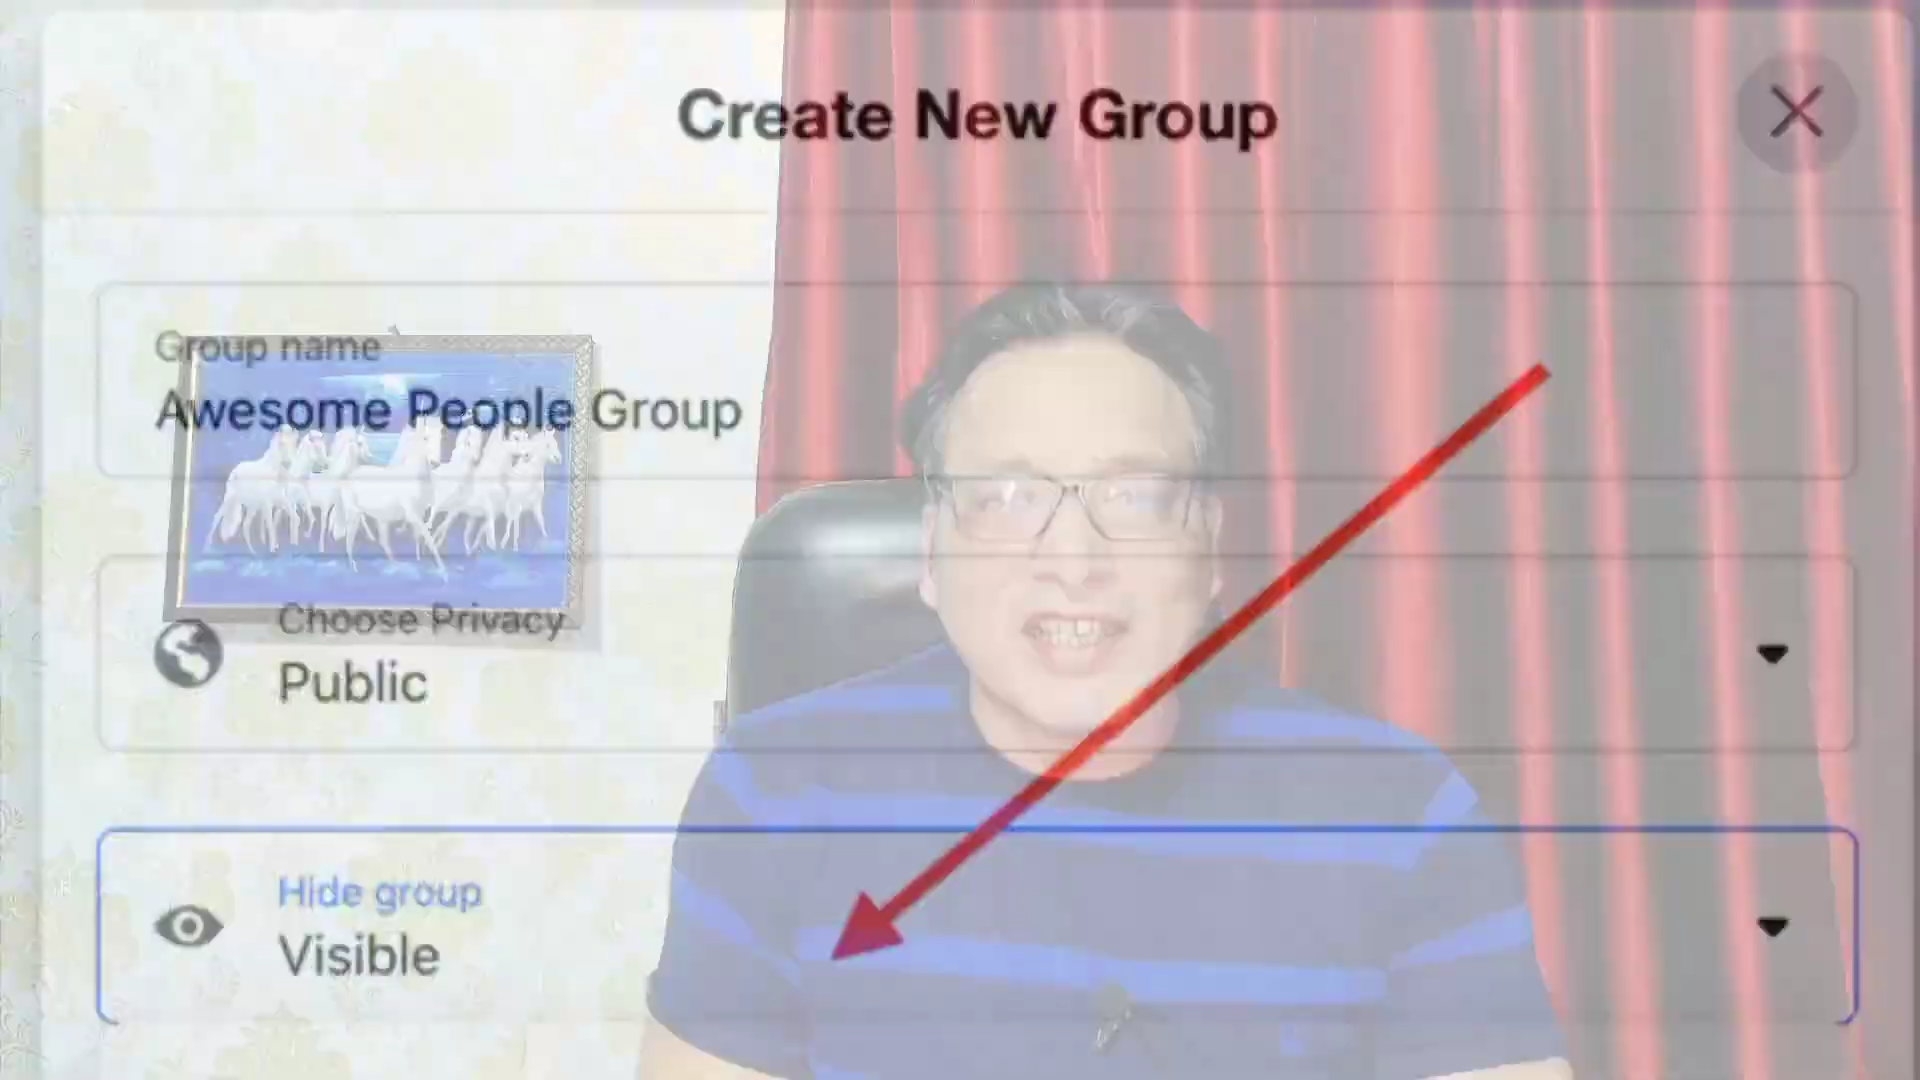 Create New Group
Group name
Awesome People Group
Choose Privacy
Public
Hide group
Visible